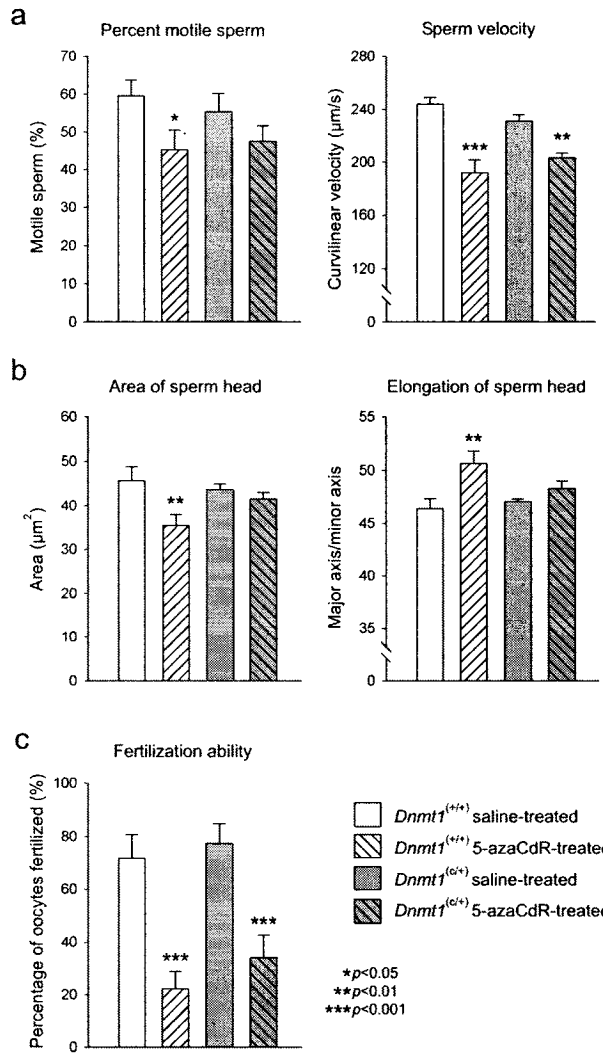 a
Percent motile sperm
Sperm velocity
Motile sperm (%)
70
60
50
40
30
20
10
0
*
Curvilinear velocity (µm/s)
280
240
200
160
120
0
***
**
b
Area of sperm head
Elongation of sperm head
Area (µm²)
60
50
40
30
20
10
0
**
Major axis/minor axis
55
50
45
40
35
0
**
c
Fertilization ability
Percentage of oocytes fertilized (%)
100
80
60
40
20
0
***
***
Dnmt1(+/+) saline-treated
Dnmt1(+/+) 5-azaCdR-treated
Dnmt1(c/+) saline-treated
Dnmt1(c/+) 5-azaCdR-treated
*p<0.05
**p<0.01
***p<0.001